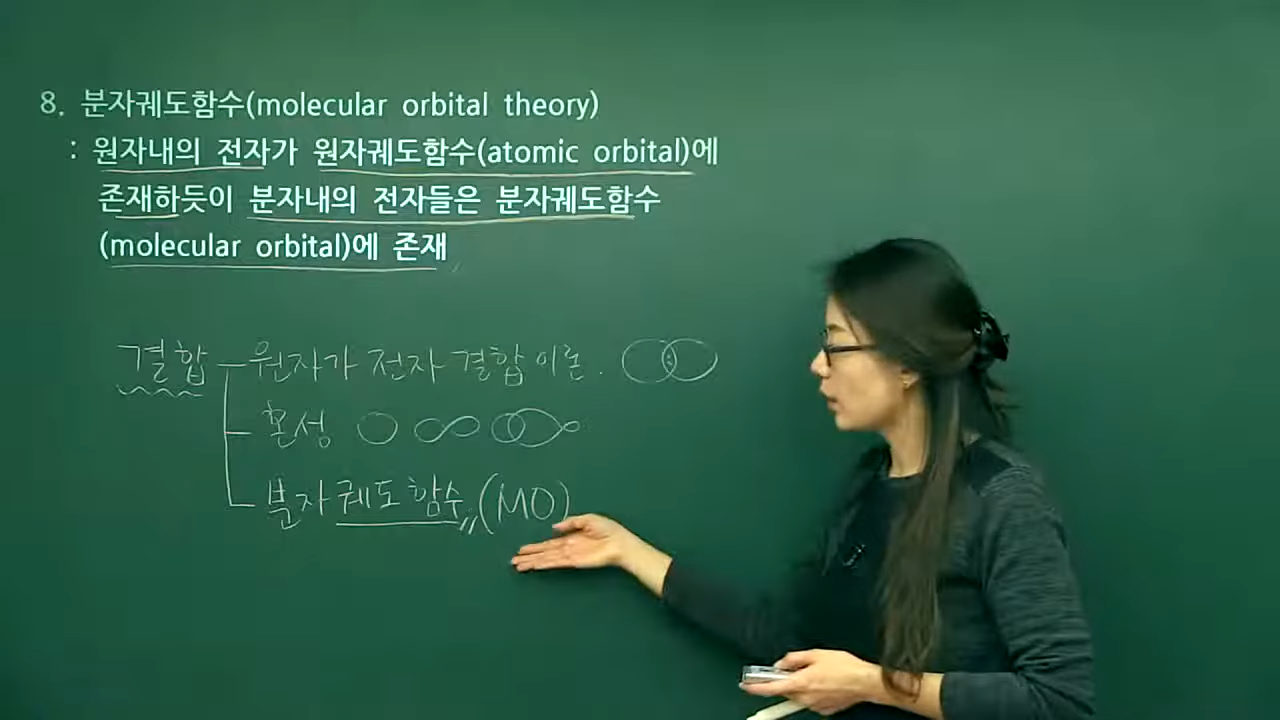 8. 분자궤도함수(molecular orbital theory)
: 원자내의 전자가 원자궤도함수(atomic orbital)에
존재하듯이 분자내의 전자들은 분자궤도함수
(molecular orbital)에 존재
결합 원자가 전자 결합 이론.
혼성
분자궤도함수 (MO)